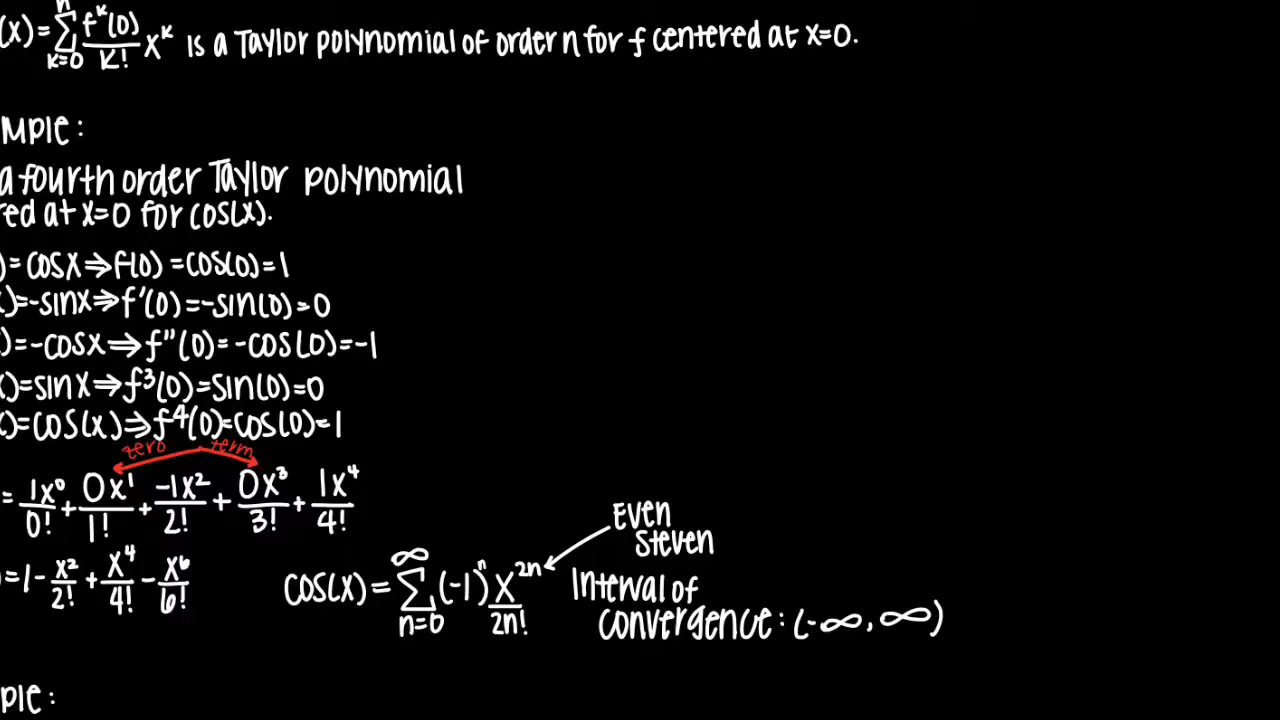 (x)=∑ⁿₖ₌₀ fᵏ(0)/k! xᵏ is a Taylor polynomial of order n for f centered at x=0.
mple:
a fourth order Taylor polynomial
red at x=0 for cos(x).
)=cosx⇒f(0)=cos(0)=1
x)=-sinx⇒f'(0)=-sin(0)=0
)=-cosx⇒f''(0)=-cos(0)=-1
x)=sinx⇒f³(0)=sin(0)=0
x)=cos(x)⇒f⁴(0)=cos(0)=1
zero term
=1x⁰/0!+0x¹/1!+-1x²/2!+0x³/3!+1x⁴/4!
)=1-x²/2!+x⁴/4!-x⁶/6!
Even
Steven
cos(x)=∑^∞ₙ₌₀(-1)ⁿx²ⁿ/2n!
Interval of
convergence:(-∞,∞)
ple: